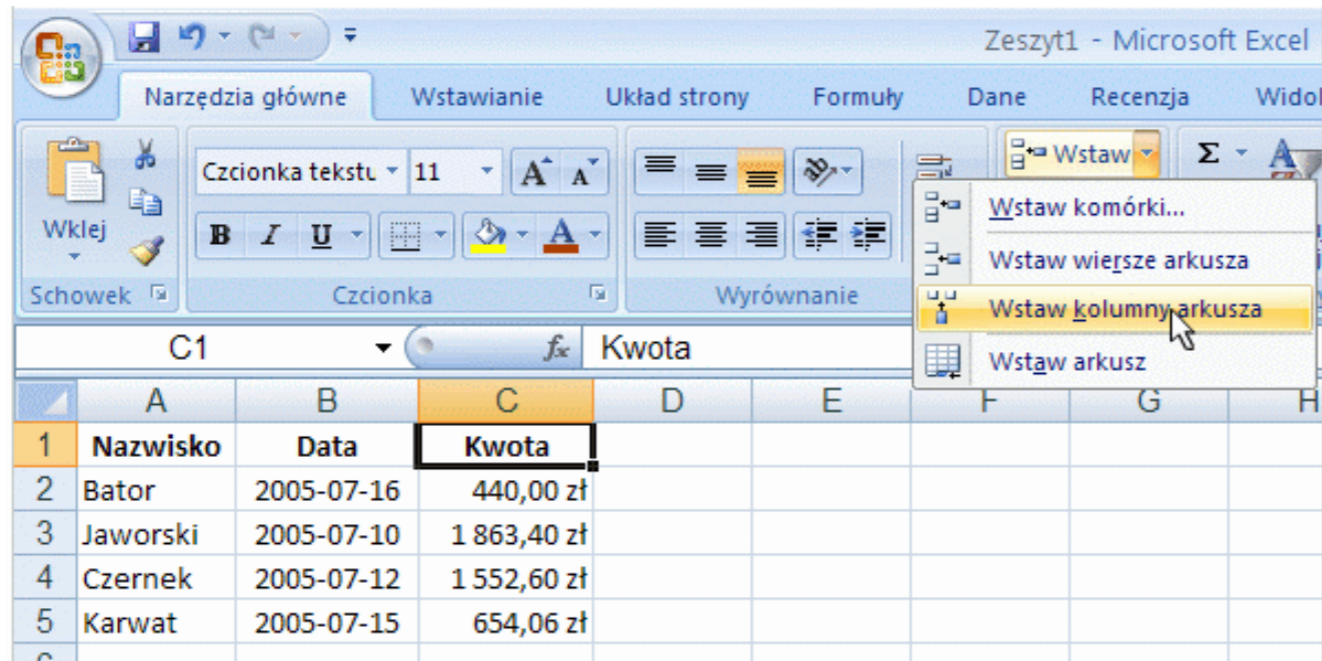 Zeszyt1 - Microsoft Excel
Narzędzia główne Wstawianie Układ strony Formuły Dane Recenzja
Wklej
Czcionka tekstu 11 A A
B I U A
Wstaw Σ A
Schowek Czcionka Wyrównanie
Wstaw komórki...
Wstaw wiersze arkusza
Wstaw kolumny arkusza
Wstaw arkusz
C1 fx Kwota
A B C D E F G H
1 Nazwisko Data Kwota
2 Bator 2005-07-16 440,00 zł
3 Jaworski 2005-07-10 1 863,40 zł
4 Czernek 2005-07-12 1 552,60 zł
5 Karwat 2005-07-15 654,06 zł